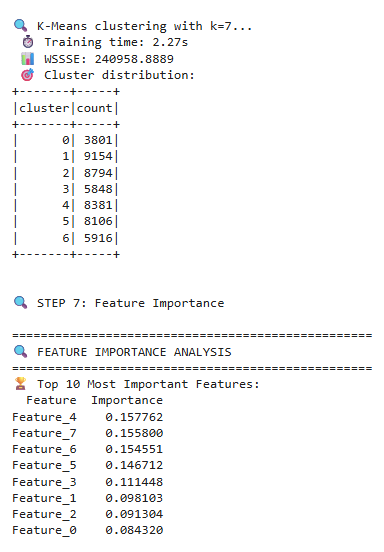 🔍 K-Means clustering with k=7...
⏱ Training time: 2.27s
📊 WSSSE: 240958.8889
🎯 Cluster distribution:
+-------+-----+
|cluster|count|
+-------+-----+
|      0| 3801|
|      1| 9154|
|      2| 8794|
|      3| 5848|
|      4| 8381|
|      5| 8106|
|      6| 5916|
+-------+-----+
🔍 STEP 7: Feature Importance
==================================================
🔍 FEATURE IMPORTANCE ANALYSIS
==================================================
🏆 Top 10 Most Important Features:
Feature  Importance
Feature_4    0.157762
Feature_7    0.155800
Feature_6    0.154551
Feature_5    0.146712
Feature_3    0.111448
Feature_1    0.098103
Feature_2    0.091304
Feature_0    0.084320